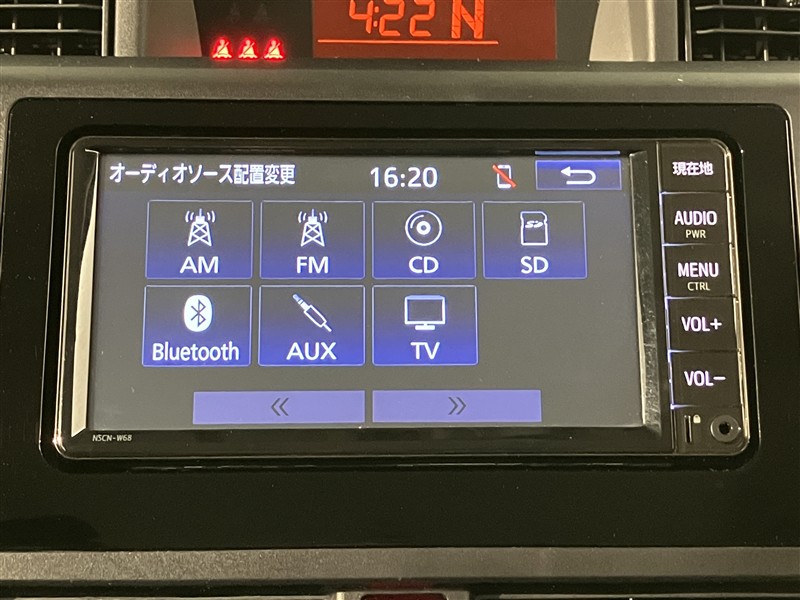 4:22 N
オーディオソース配置変更
16:20
現在地
AUDIO
PWR
MENU
CTRL
VOL+
VOL-
AM
FM
CD
SD
Bluetooth
AUX
TV
NSCN-W68